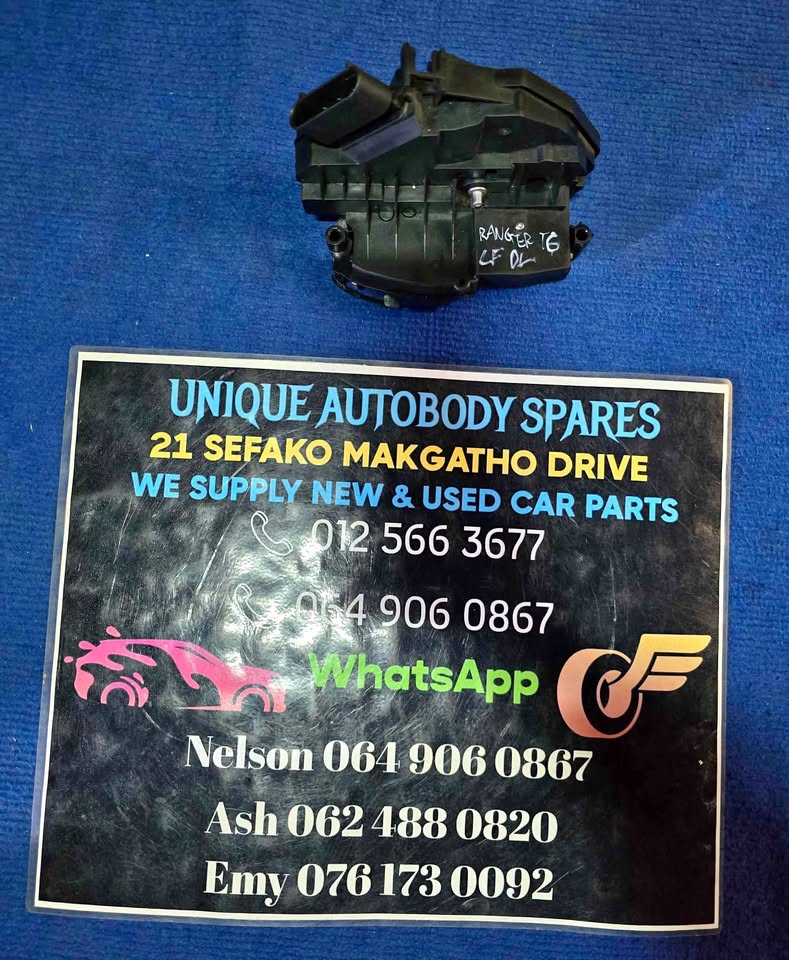 RANGER T6
LF DL
UNIQUE AUTOBODY SPARES
21 SEFAKO MAKGATHO DRIVE
WE SUPPLY NEW & USED CAR PARTS
012 566 3677
064 906 0867
WhatsApp
Nelson 064 906 0867
Ash 062 488 0820
Emy 076 173 0092